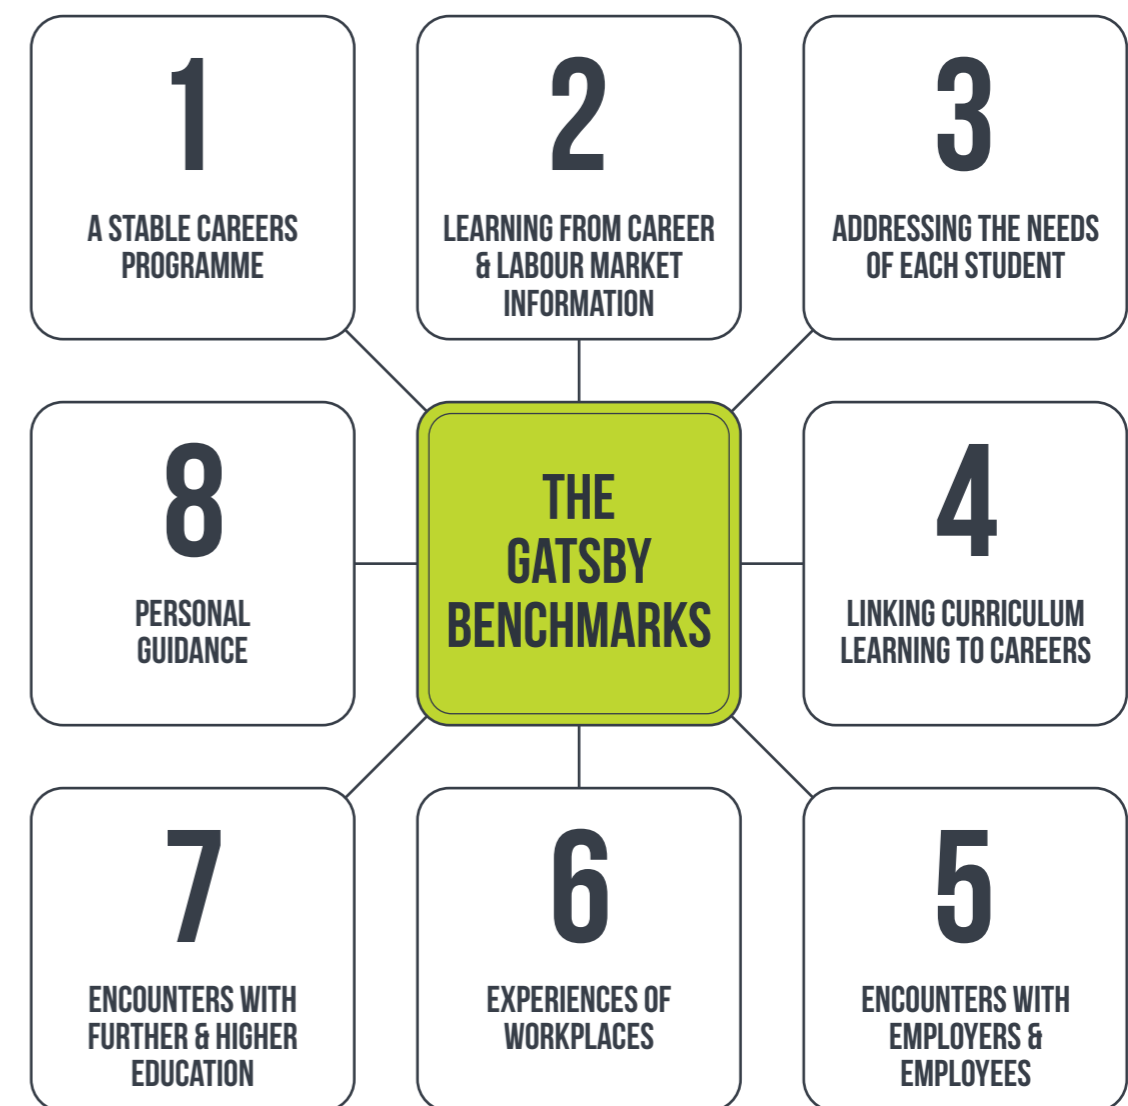 1
A STABLE CAREERS
PROGRAMME
2
LEARNING FROM CAREER
& LABOUR MARKET
INFORMATION
3
ADDRESSING THE NEEDS
OF EACH STUDENT
8
PERSONAL
GUIDANCE
THE
GATSBY
BENCHMARKS
4
LINKING CURRICULUM
LEARNING TO CAREERS
7
ENCOUNTERS WITH
FURTHER & HIGHER
EDUCATION
6
EXPERIENCES OF
WORKPLACES
5
ENCOUNTERS WITH
EMPLOYERS &
EMPLOYEES